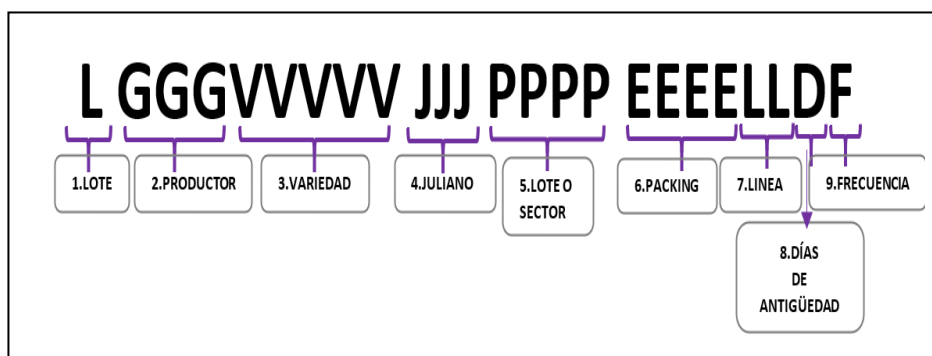 L GGGVVVVV JJJ PPPP EEEELLDF
1.LOTE
2.PRODUCTOR
3.VARIEDAD
4.JULIANO
5.LOTE O
SECTOR
6.PACKING
7.LINEA
9.FRECUENCIA
8.DÍAS
DE
ANTIGÜEDAD